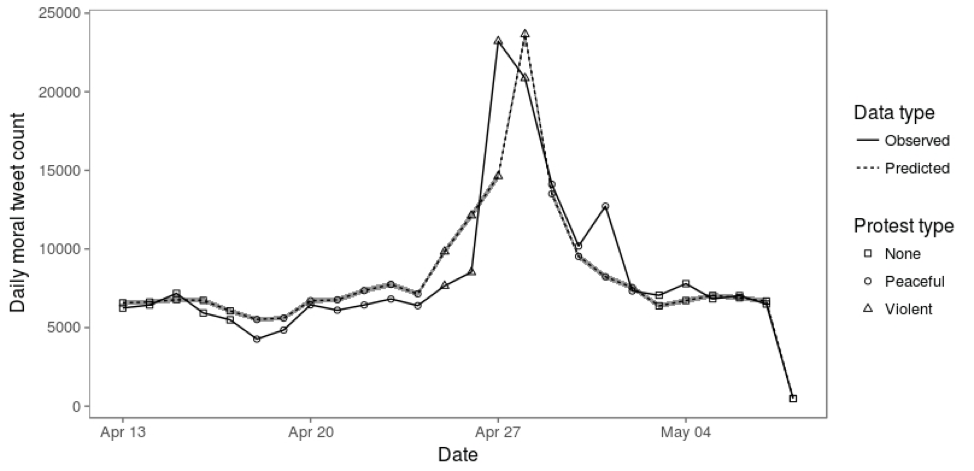 25000
20000
15000
10000
5000
0
Daily moral tweet count
Apr 13
Apr 20
Apr 27
May 04
Date
Data type
Observed
Predicted
Protest type
None
Peaceful
Violent